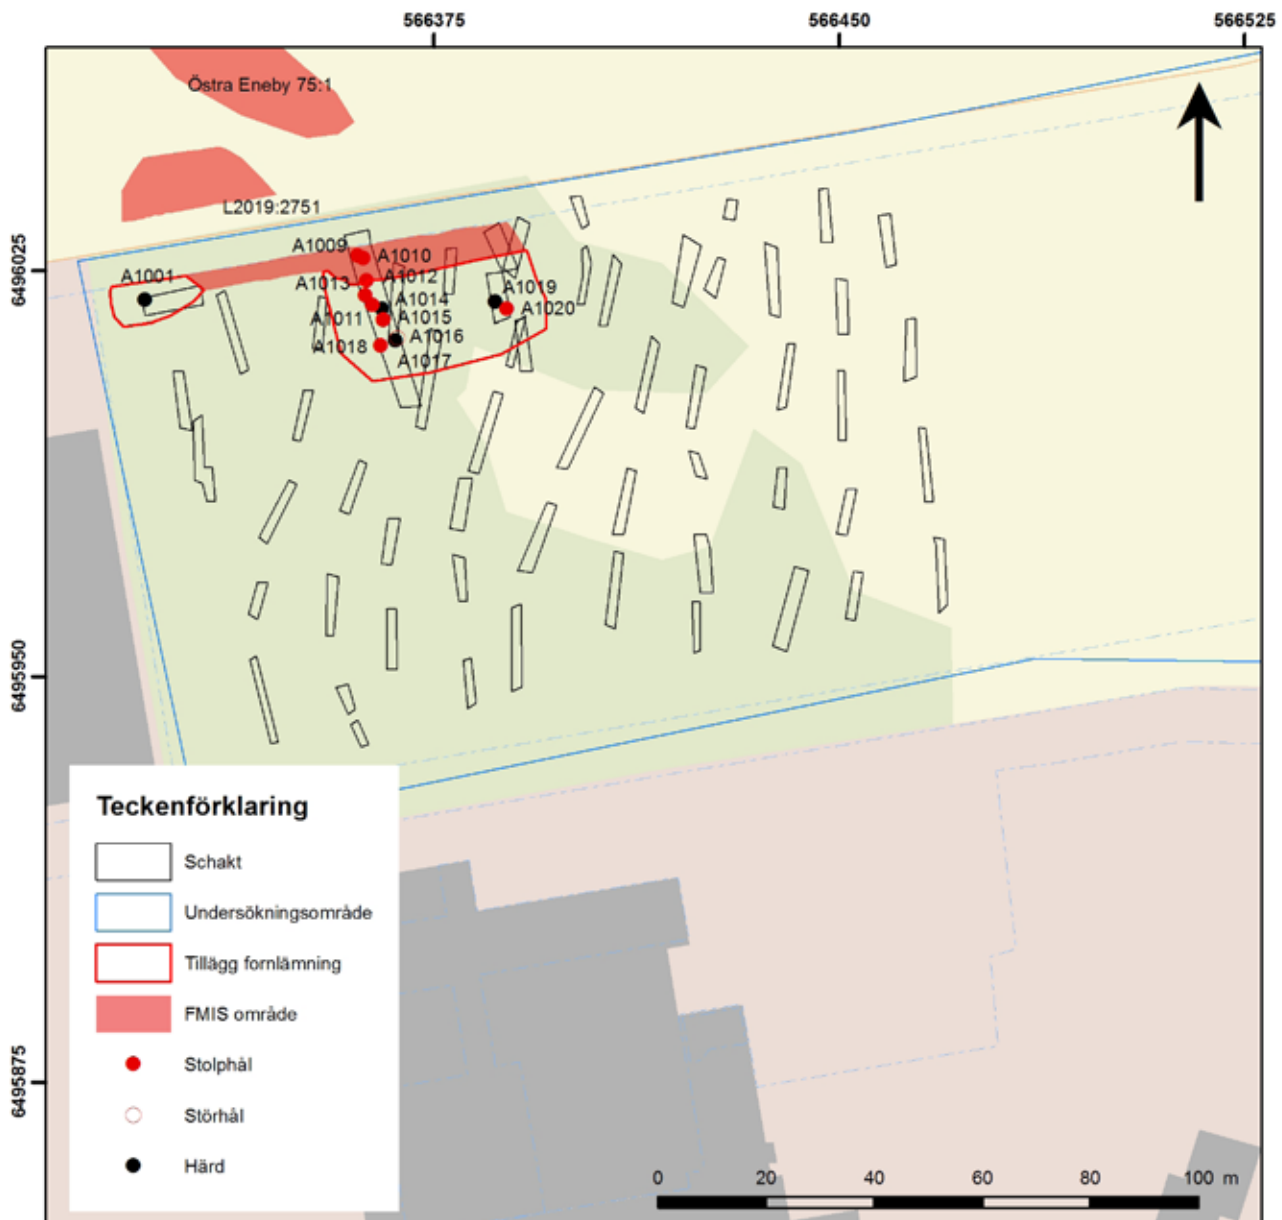 566375
566450
566525
Östra Eneby 75:1
L2019:2751
6496025
A1009
A1010
A1001
A1012
A1013
A1019
A1014
A1020
A1011
A1015
A1016
A1018
A1017
6495950
Teckenförklaring
Schakt
Undersökningsområde
Tillägg fornlämning
FMIS område
Stolphål
Störhål
Härd
6495875
0 20 40 60 80 100 m